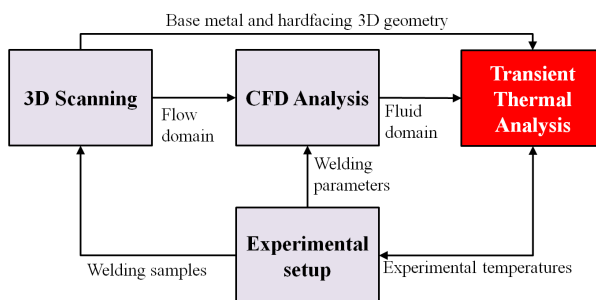 Base metal and hardfacing 3D geometry
3D Scanning
Flow
domain
CFD Analysis
Fluid
domain
Transient
Thermal
Analysis
Welding
parameters
Experimental
setup
Welding samples
Experimental temperatures